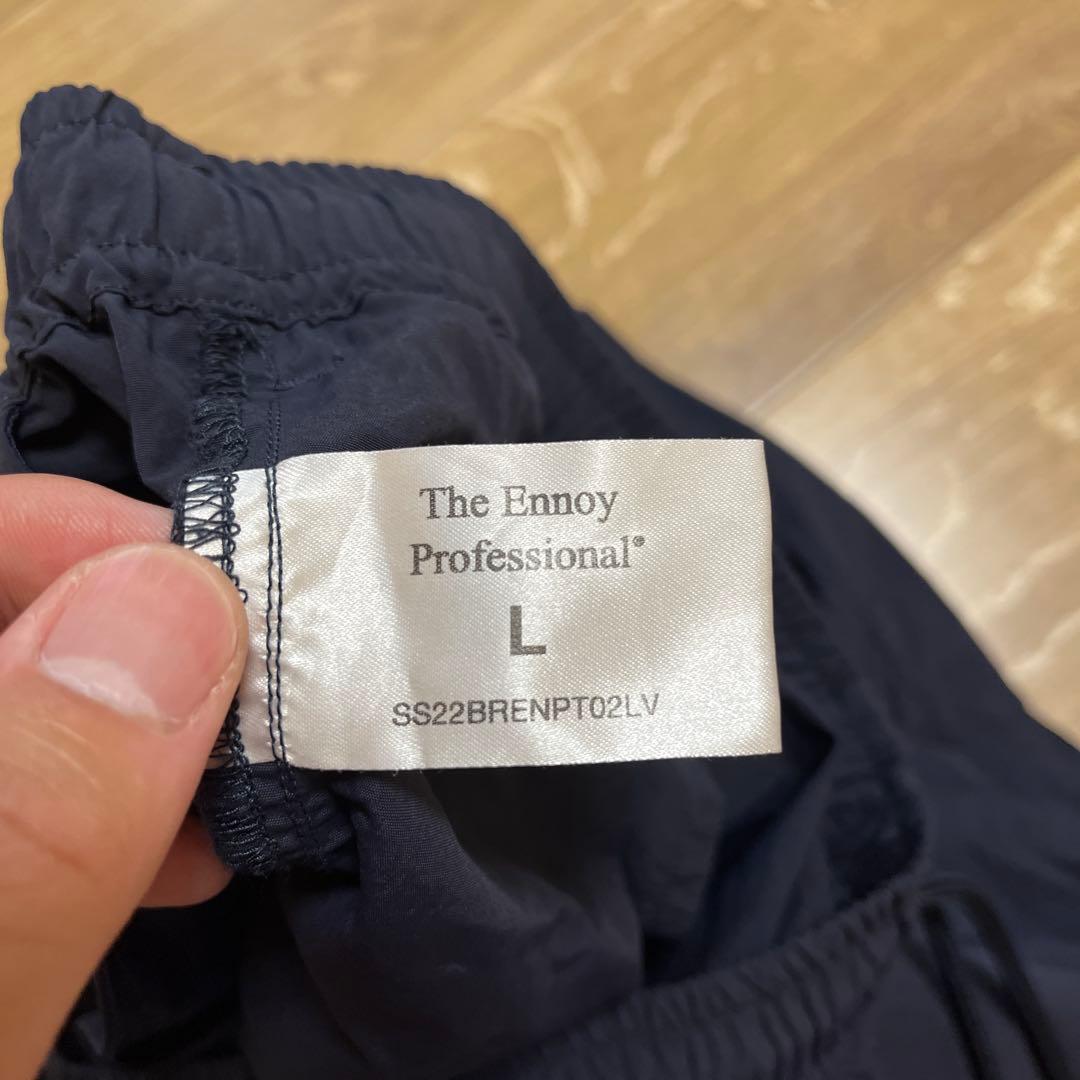 The Ennoy
Professional®
L
SS22BRENPT02LV